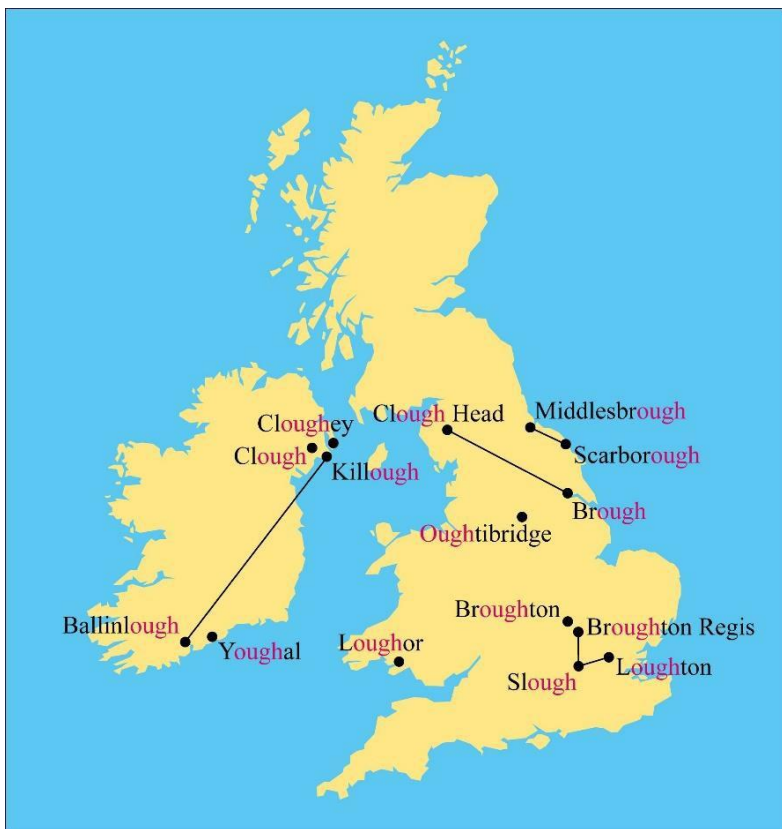 Clough Head
Middlesbrough
Cloughey
Clough
Killough
Scarborough
Brough
Oughtibridge
Broughton
Broughton Regis
Ballinlough
Youghal
Loughor
Slough
Loughton